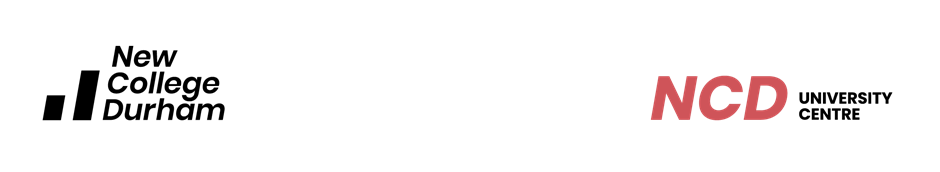 New
College
Durham
NCD UNIVERSITY
CENTRE